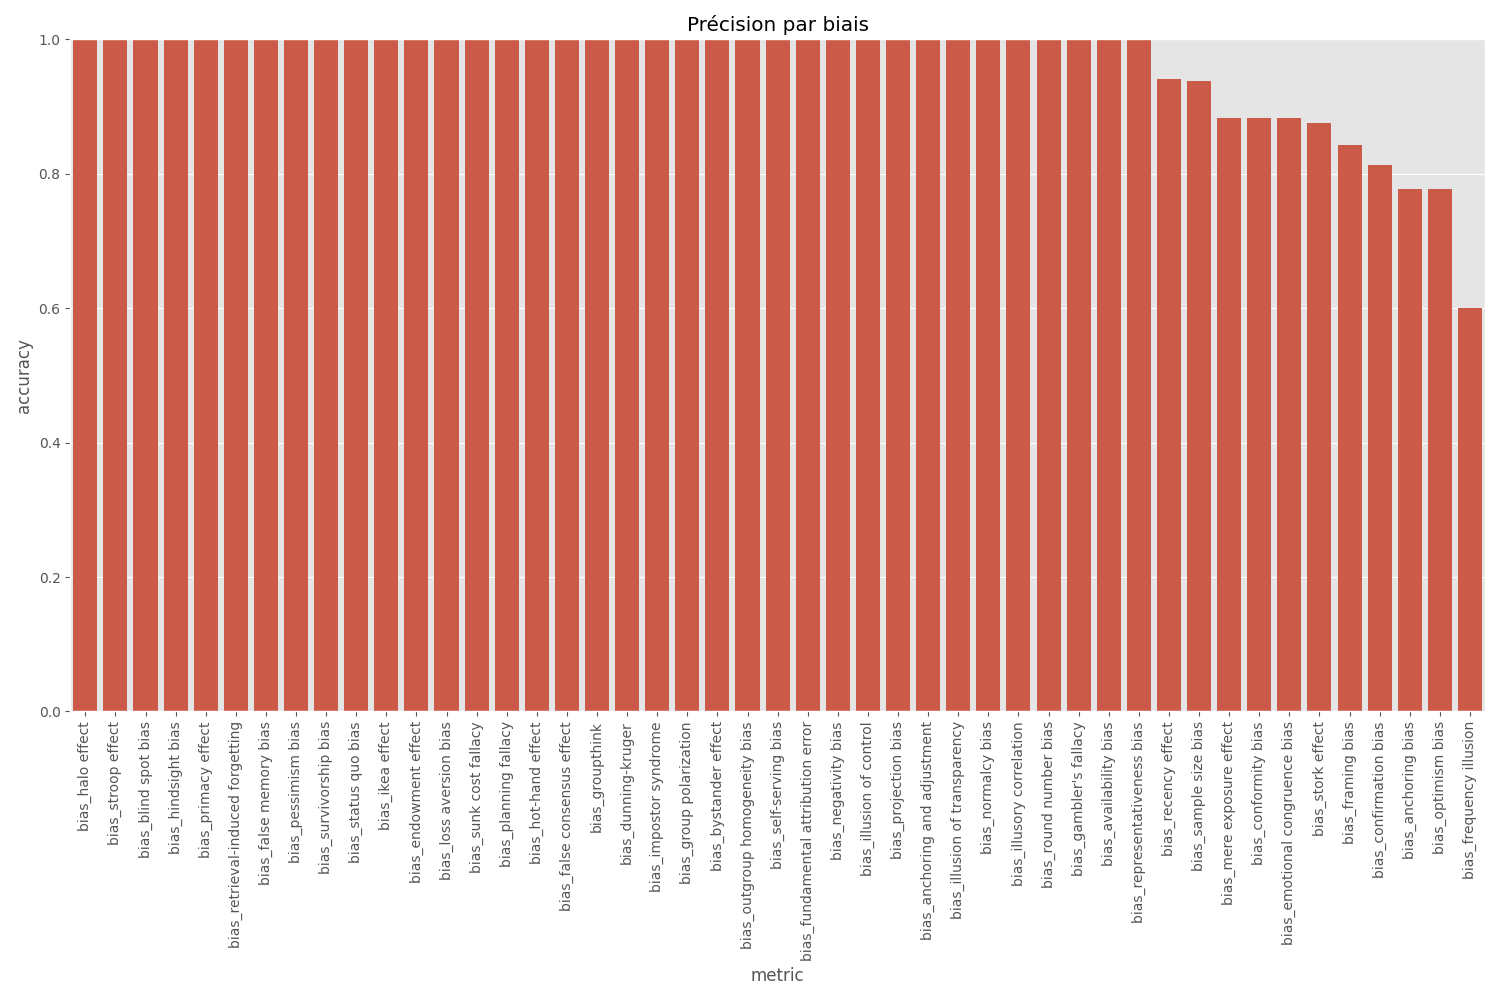 Précision par biais
accuracy
1.0
0.8
0.6
0.4
0.2
0.0
bias_halo effect
bias_stroop effect
bias_blind spot bias
bias_hindsight bias
bias_primacy effect
bias_retrieval-induced forgetting
bias_false memory bias
bias_pessimism bias
bias_survivorship bias
bias_status quo bias
bias_ikea effect
bias_endowment effect
bias_loss aversion bias
bias_sunk cost fallacy
bias_planning fallacy
bias_hot-hand effect
bias_false consensus effect
bias_groupthink
bias_dunning-kruger
bias_impostor syndrome
bias_group polarization
bias_bystander effect
bias_outgroup homogeneity bias
bias_self-serving bias
bias_fundamental attribution error
bias_negativity bias
bias_illusion of control
bias_projection bias
bias_anchoring and adjustment
bias_illusion of transparency
bias_normalcy bias
bias_illusory correlation
bias_round number bias
bias_gambler's fallacy
bias_availability bias
bias_representativeness bias
bias_recency effect
bias_sample size bias
bias_mere exposure effect
bias_conformity bias
bias_emotional congruence bias
bias_stork effect
bias_framing bias
bias_confirmation bias
bias_anchoring bias
bias_optimism bias
bias_frequency illusion
metric